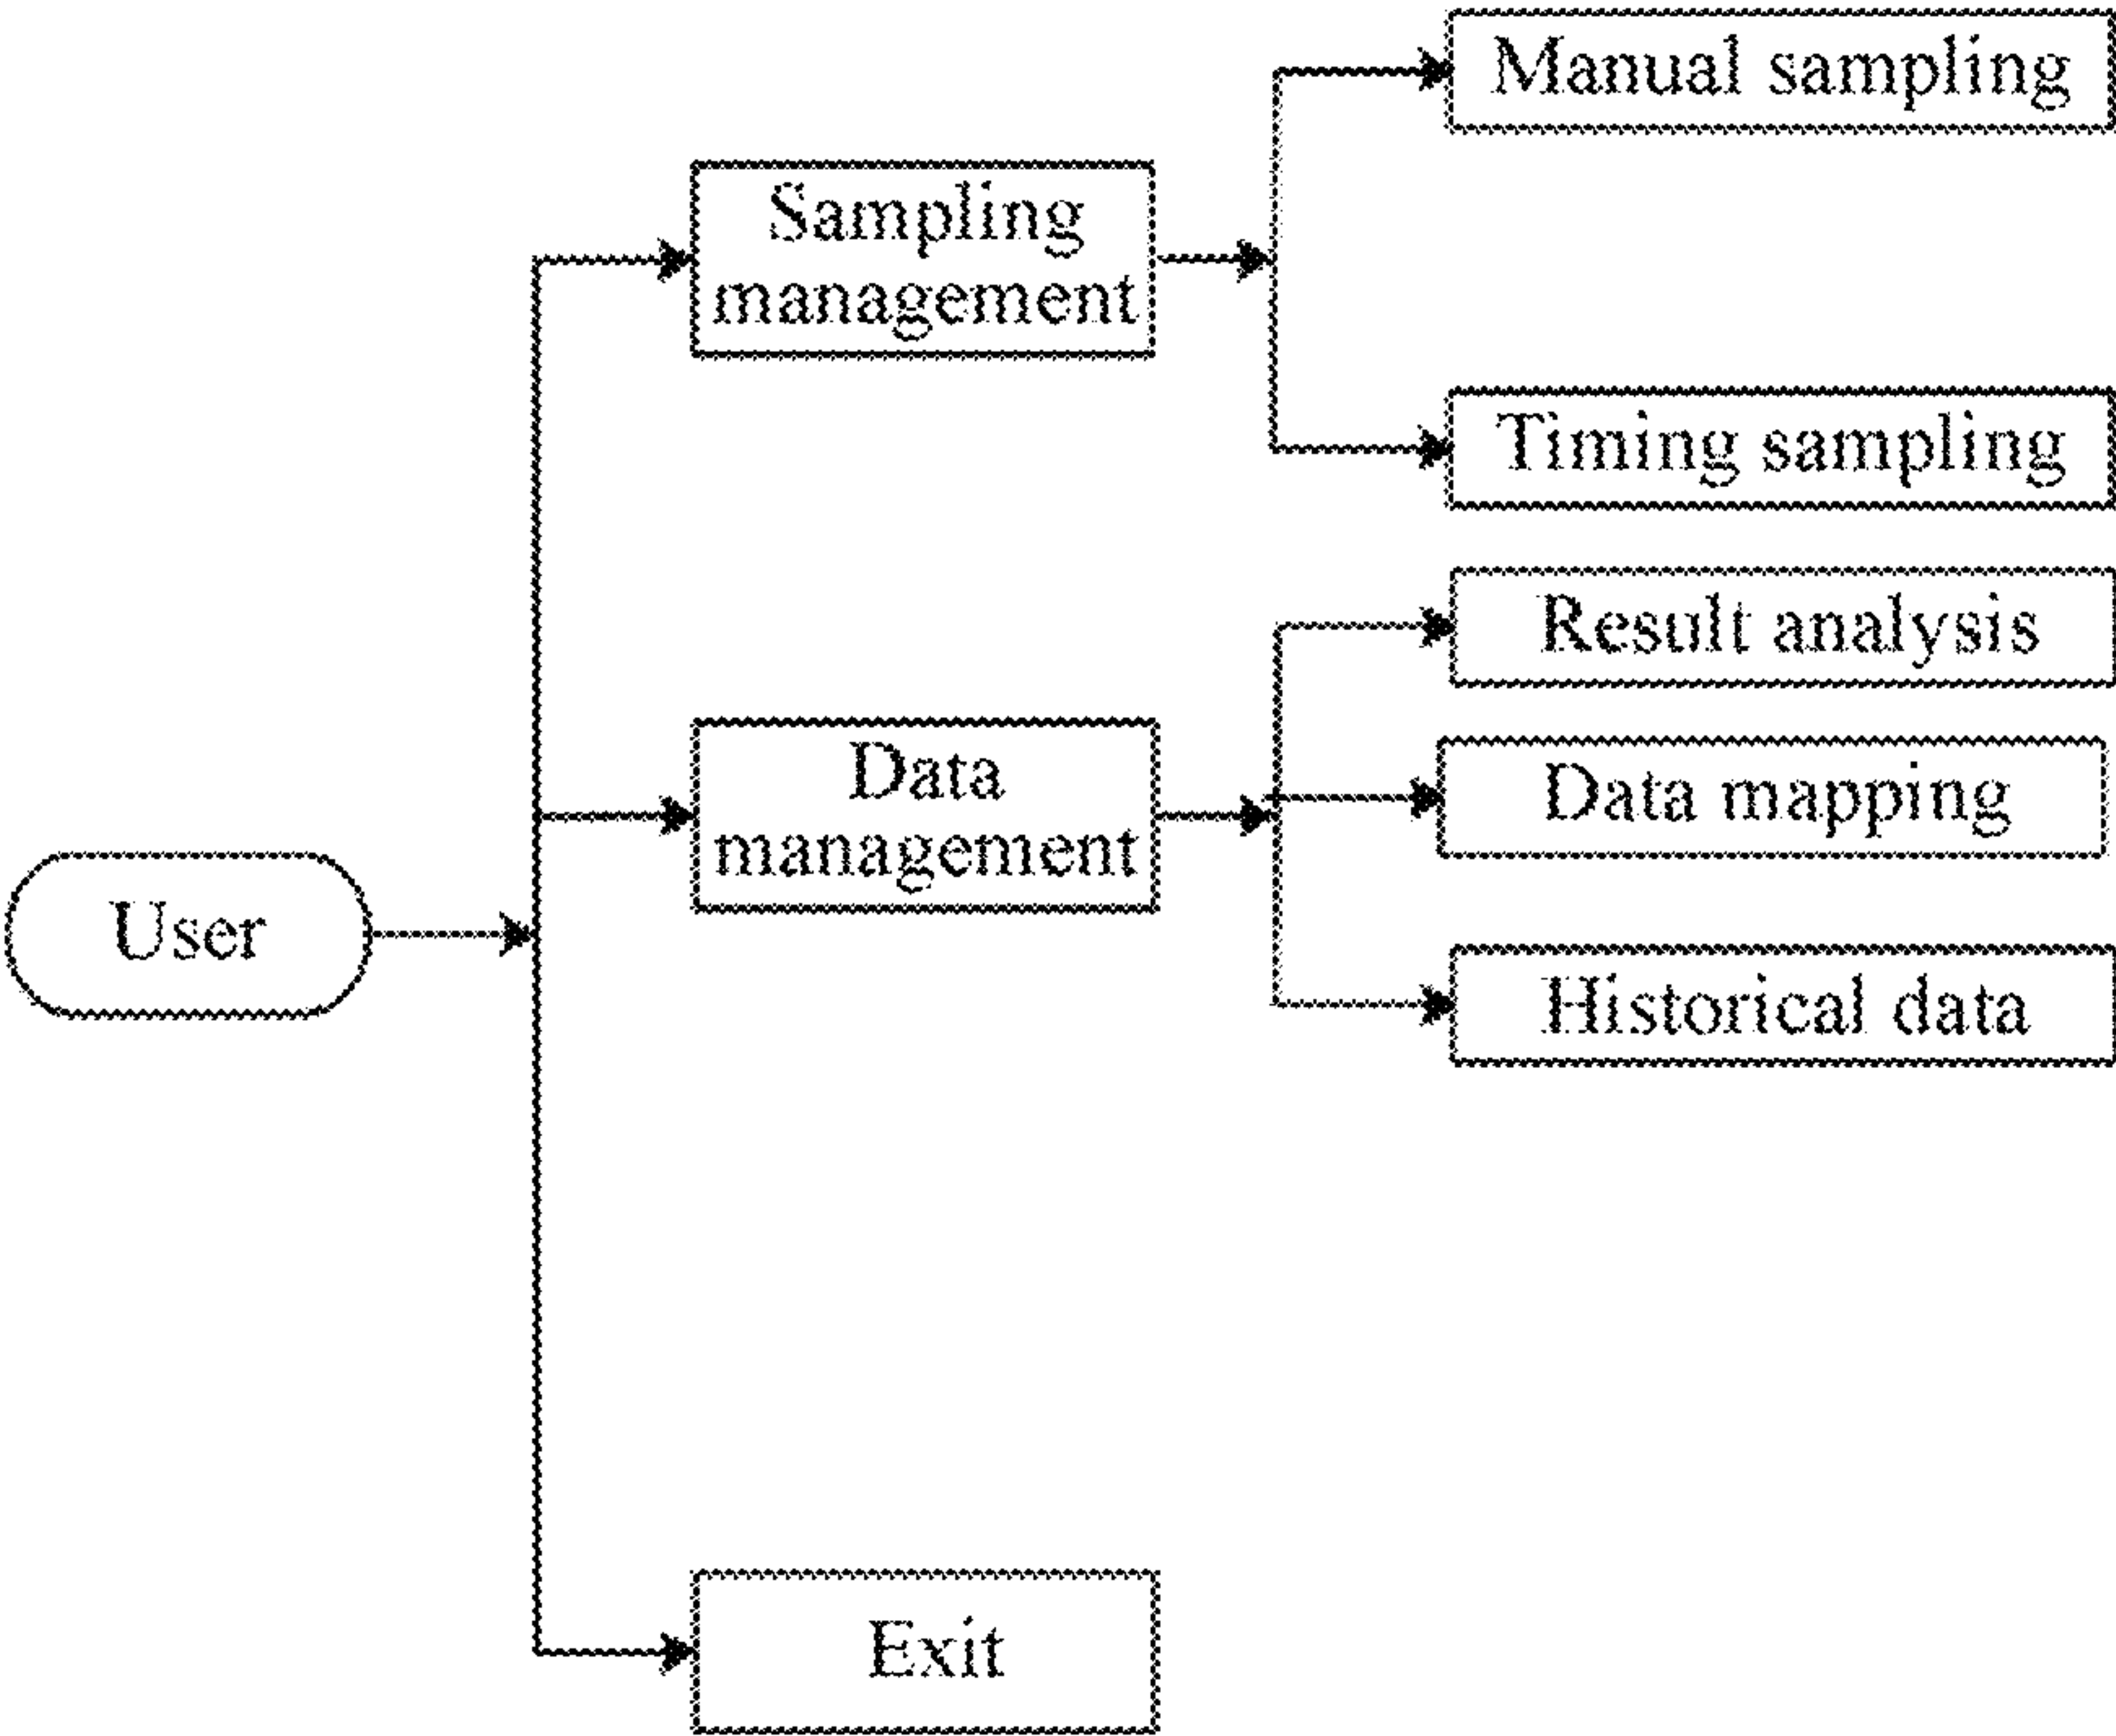 Manual sampling
Sampling
management
Timing sampling
Result analysis
Data
management
Data mapping
User
Historical data
Exit